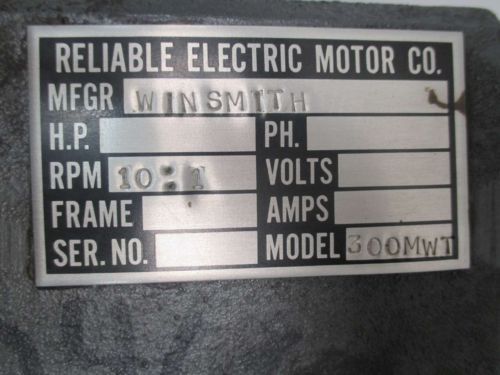 RELIABLE ELECTRIC MOTOR CO.
MFGR WINSMITH
H.P. PH.
RPM 10:1 VOLTS
FRAME AMPS
SER. NO. MODEL 300MWT